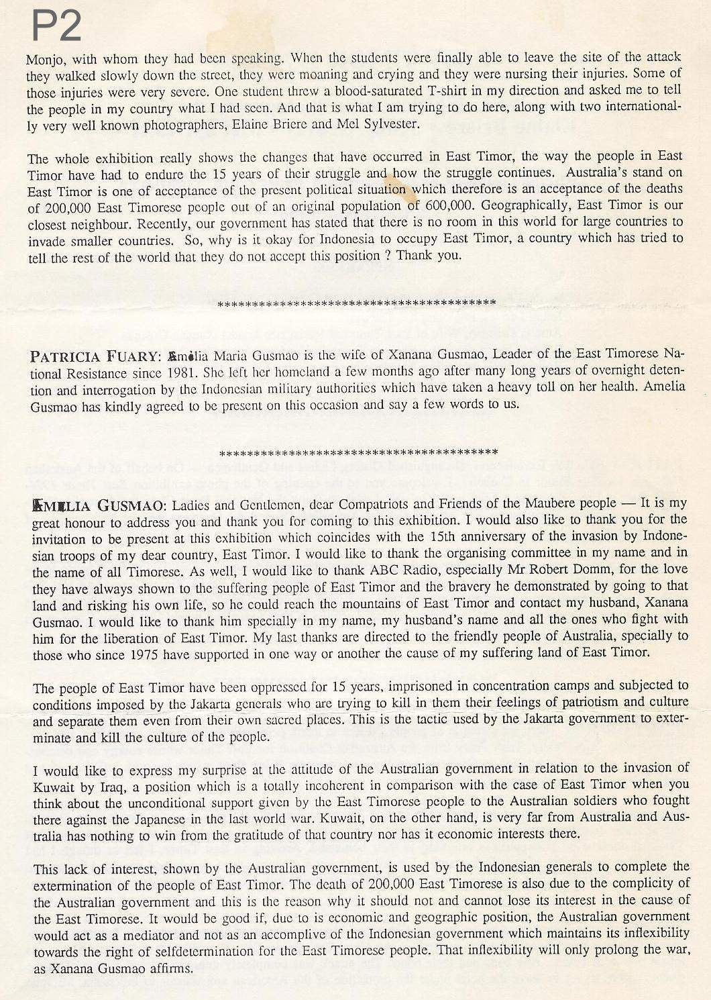 P2
Monjo, with whom they had been speaking. When the students were finally able to leave the site of the attack
they walked slowly down the street, they were moaning and crying and they were nursing their injuries. Some of
those injuries were very severe. One student threw a blood-saturated T-shirt in my direction and asked me to tell
the people in my country what I had seen. And that is what I am trying to do here, along with two international-
ly very well known photographers, Elaine Briere and Mel Sylvester.
The whole exhibition really shows the changes that have occurred in East Timor, the way the people in East
Timor have had to endure the 15 years of their struggle and how the struggle continues. Australia's stand on
East Timor is one of acceptance of the present political situation which therefore is an acceptance of the deaths
of 200,000 East Timorese people out of an original population of 600,000. Geographically, East Timor is our
closest neighbour. Recently, our government has stated that there is no room in this world for large countries to
invade smaller countries. So, why is it okay for Indonesia to occupy East Timor, a country which has tried to
tell the rest of the world that they do not accept this position ? Thank you.
****************************************
PATRICIA FUARY: Emilia Maria Gusmao is the wife of Xanana Gusmao, Leader of the East Timorese Na-
tional Resistance since 1981. She left her homeland a few months ago after many long years of overnight deten-
tion and interrogation by the Indonesian military authorities which have taken a heavy toll on her health. Amelia
Gusmao has kindly agreed to be present on this occasion and say a few words to us.
****************************************
EMILIA GUSMAO: Ladies and Gentlemen, dear Compatriots and Friends of the Maubere people — It is my
great honour to address you and thank you for coming to this exhibition. I would also like to thank you for the
invitation to be present at this exhibition which coincides with the 15th anniversary of the invasion by Indone-
sian troops of my dear country, East Timor. I would like to thank the organising committee in my name and in
the name of all Timorese. As well, I would like to thank ABC Radio, especially Mr Robert Domm, for the love
they have always shown to the suffering people of East Timor and the bravery he demonstrated by going to that
land and risking his own life, so he could reach the mountains of East Timor and contact my husband, Xanana
Gusmao. I would like to thank him specially in my name, my husband's name and all the ones who fight with
him for the liberation of East Timor. My last thanks are directed to the friendly people of Australia, specially to
those who since 1975 have supported in one way or another the cause of my suffering land of East Timor.
The people of East Timor have been oppressed for 15 years, imprisoned in concentration camps and subjected to
conditions imposed by the Jakarta generals who are trying to kill in them their feelings of patriotism and culture
and separate them even from their own sacred places. This is the tactic used by the Jakarta government to exter-
minate and kill the culture of the people.
I would like to express my surprise at the attitude of the Australian government in relation to the invasion of
Kuwait by Iraq, a position which is a totally incoherent in comparison with the case of East Timor when you
think about the unconditional support given by the East Timorese people to the Australian soldiers who fought
there against the Japanese in the last world war. Kuwait, on the other hand, is very far from Australia and Aus-
tralia has nothing to win from the gratitude of that country nor has it economic interests there.
This lack of interest, shown by the Australian government, is used by the Indonesian generals to complete the
extermination of the people of East Timor. The death of 200,000 East Timorese is also due to the complicity of
the Australian government and this is the reason why it should not and cannot lose its interest in the cause of
the East Timorese. It would be good if, due to is economic and geographic position, the Australian government
would act as a mediator and not as an accomplive of the Indonesian government which maintains its inflexibility
towards the right of selfdetermination for the East Timorese people. That inflexibility will only prolong the war,
as Xanana Gusmao affirms.